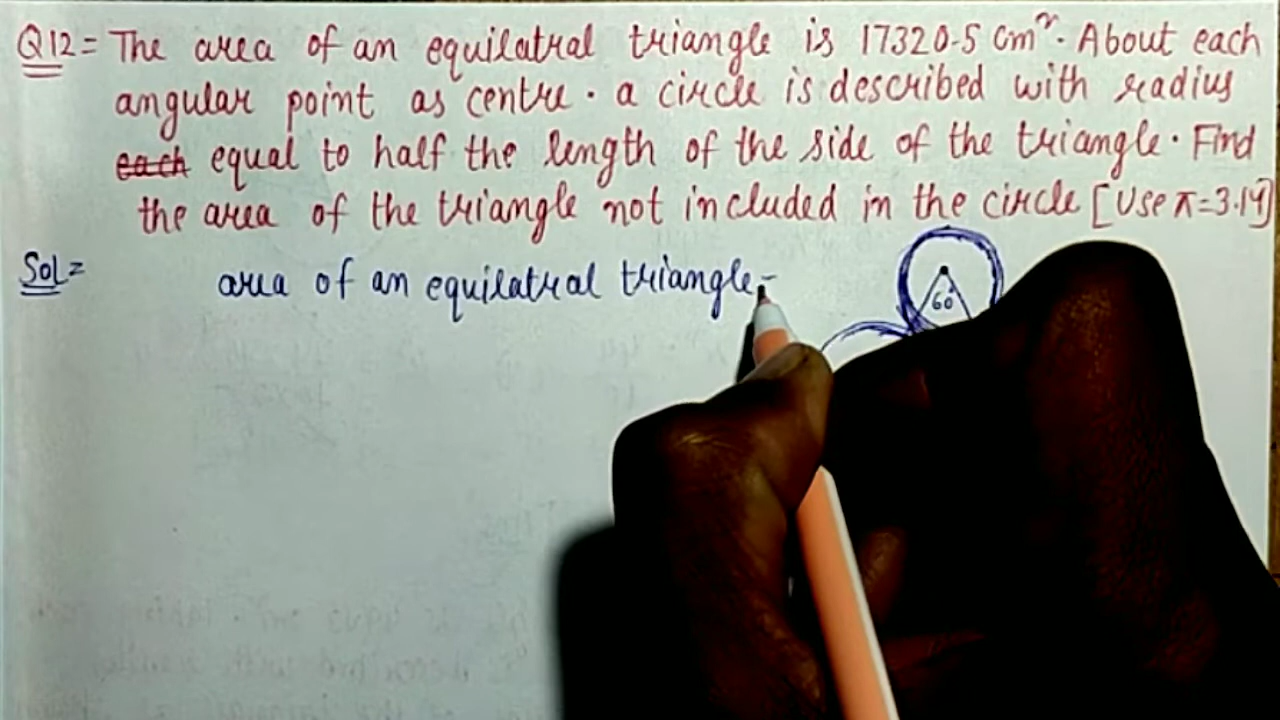 Q12= The area of an equilatral triangle is 17320.5 cm². About each
angular point as centre. a circle is described with radius
each equal to half the length of the side of the triangle. Find
the area of the triangle not included in the circle [Use π=3.14]
Sol= area of an equilatral triangle=
60°